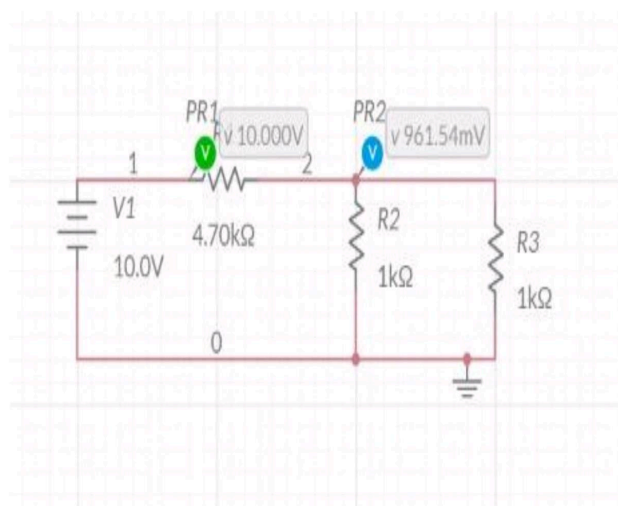 PR1
v 10.000V
PR2
v 961.54mV
1
2
V1
10.0V
4.70kΩ
R2
1kΩ
R3
1kΩ
0
V
V